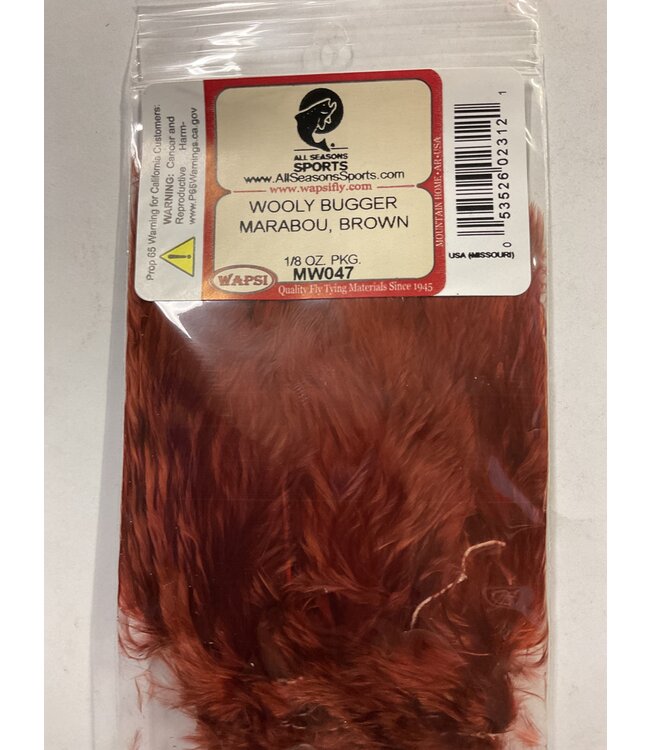 ALL SEASONS
SPORTS
www.AllSeasonsSports.com
www.wapsifly.com
WOOLY BUGGER
MARABOU, BROWN
1/8 OZ. PKG.
MW047
WAPSI
Quality Fly Tying Materials Since 1945
MOUNTAIN HOME • AR • USA
Prop 65 Warning for California Customers:
WARNING: Cancer and
Reproductive Harm-
www.P65Warnings.ca.gov
0 53526 02312 1
USA (MISSOURI)